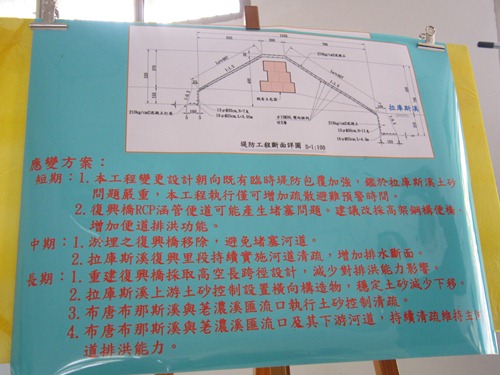 拉庫斯溪
堤防工程斷面詳圖 S=1:100
應變方案：
短期：1.本工程變更設計朝向既有臨時堤防包覆加強，鑑於拉庫斯溪土砂
問題嚴重，本工程執行僅可增加疏散避難預警時間。
2.復興橋RCP涵管便道可能產生堵塞問題。建議改採高架鋼構便橋，
增加便道排洪功能。
中期：1.淤埋之復興橋移除，避免堵塞河道。
2.拉庫斯溪復興里段持續實施河道清疏，增加排水斷面。
長期：1.重建復興橋採取高空長跨徑設計，減少對排洪能力影響。
2.拉庫斯溪上游土砂控制設置橫向構造物，穩定土砂減少下移。
3.布唐布那斯溪與荖濃溪匯流口執行土砂控制清疏。
4.布唐布那斯溪與荖濃溪匯流口及其下游河道，持續清疏維持主
道排洪能力。